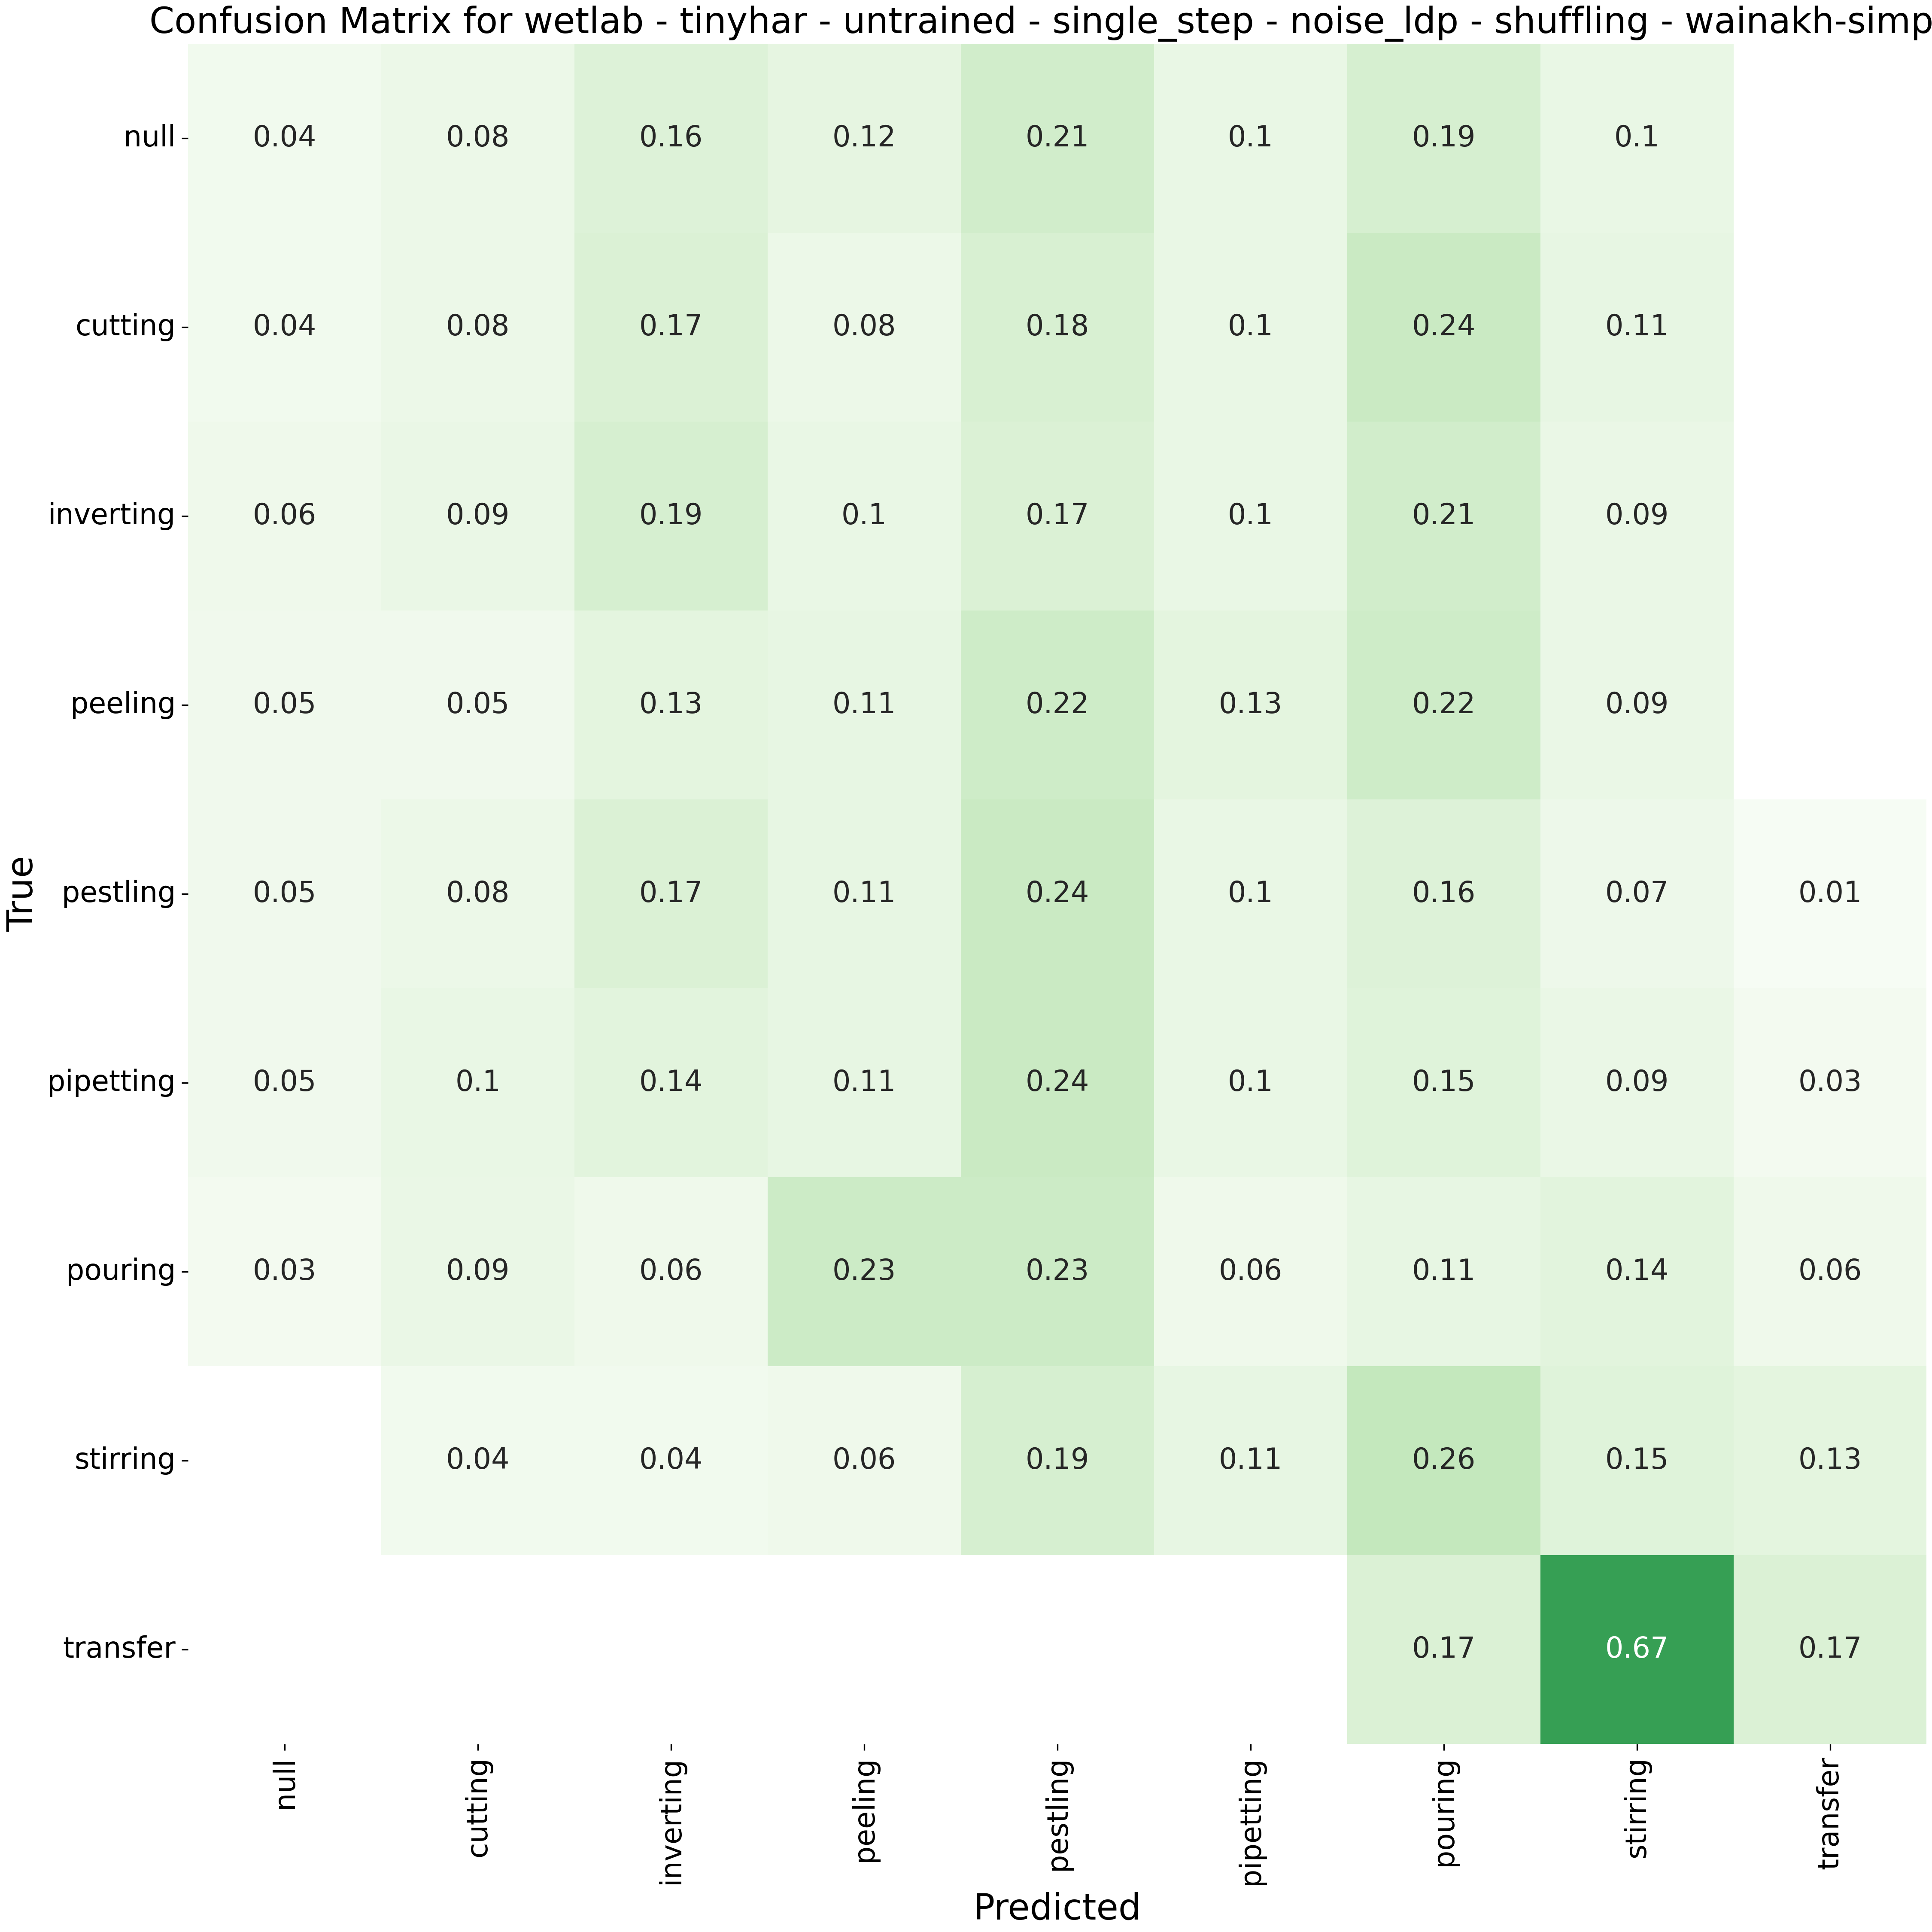 Confusion Matrix for wetlab - tinyhar - untrained - single_step - noise_ldp - shuffling - wainakh-simp
null 0.04 0.08 0.16 0.12 0.21 0.1 0.19 0.1
cutting 0.04 0.08 0.17 0.08 0.18 0.1 0.24 0.11
inverting 0.06 0.09 0.19 0.1 0.17 0.1 0.21 0.09
peeling 0.05 0.05 0.13 0.11 0.22 0.13 0.22 0.09
pestling 0.05 0.08 0.17 0.11 0.24 0.1 0.16 0.07 0.01
pipetting 0.05 0.1 0.14 0.11 0.24 0.1 0.15 0.09 0.03
pouring 0.03 0.09 0.06 0.23 0.23 0.06 0.11 0.14 0.06
stirring 0.04 0.04 0.06 0.19 0.11 0.26 0.15 0.13
transfer 0.17 0.67 0.17
True
null cutting inverting peeling pestling pipetting pouring stirring transfer
Predicted